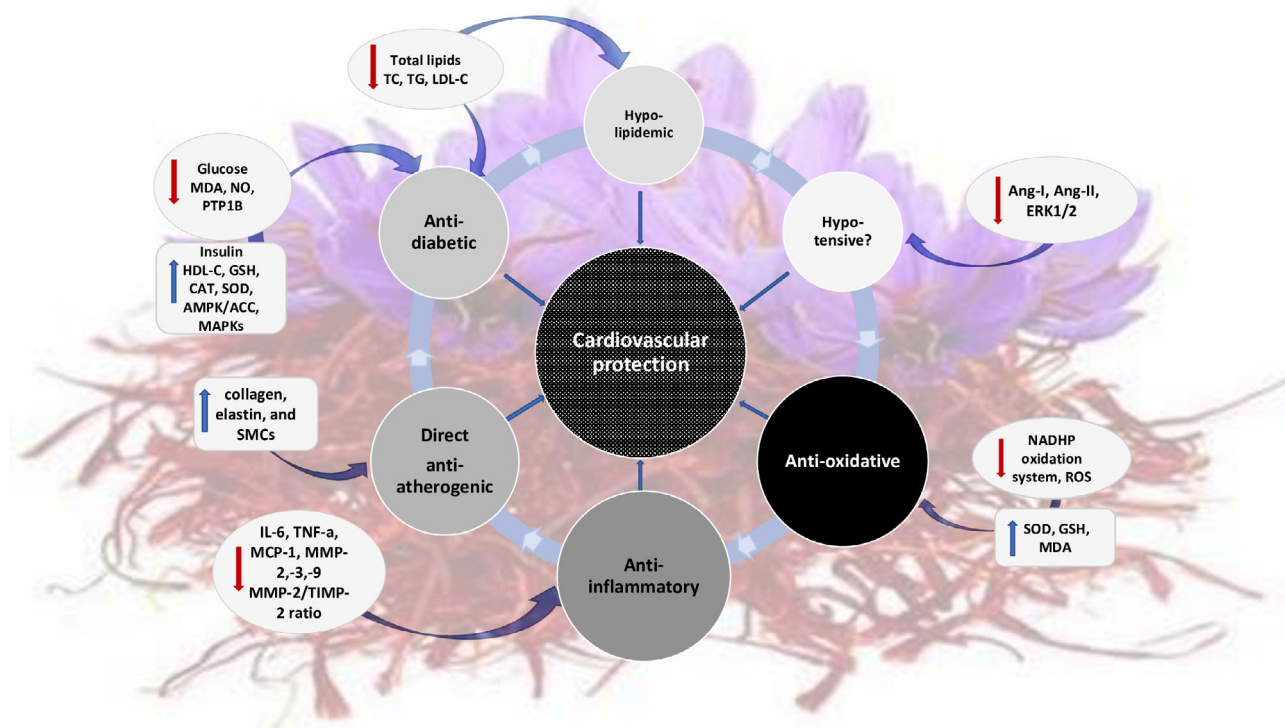 Total lipids
TC, TG, LDL-C
Hypo-
lipidemic
Glucose
MDA, NO,
PTP1B
Insulin
HDL-C, GSH,
CAT, SOD,
AMPK/ACC,
MAPKs
Anti-
diabetic
Hypo-
tensive?
Ang-I, Ang-II,
ERK1/2
Cardiovascular
protection
collagen,
elastin, and
SMCs
Direct
anti-
atherogenic
Anti-oxidative
NADHP
oxidation
system, ROS
SOD, GSH,
MDA
IL-6, TNF-a,
MCP-1, MMP-
2,-3,-9
MMP-2/TIMP-
2 ratio
Anti-
inflammatory